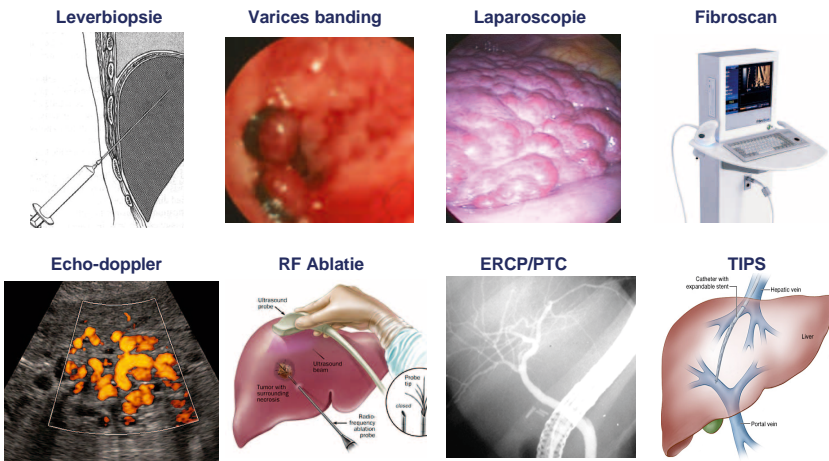 Leverbiopsie
Varices banding
Laparoscopie
Fibroscan
Echo-doppler
RF Ablatie
ERCP/PTC
TIPS
Ultrasound
probe
Ultrasound
beam
Tumor with
surrounding
necrosis
Radio-
frequency
ablation
probe
Probe
tip
closed
Catheter with
expandable stent
Hepatic vein
Liver
Portal vein